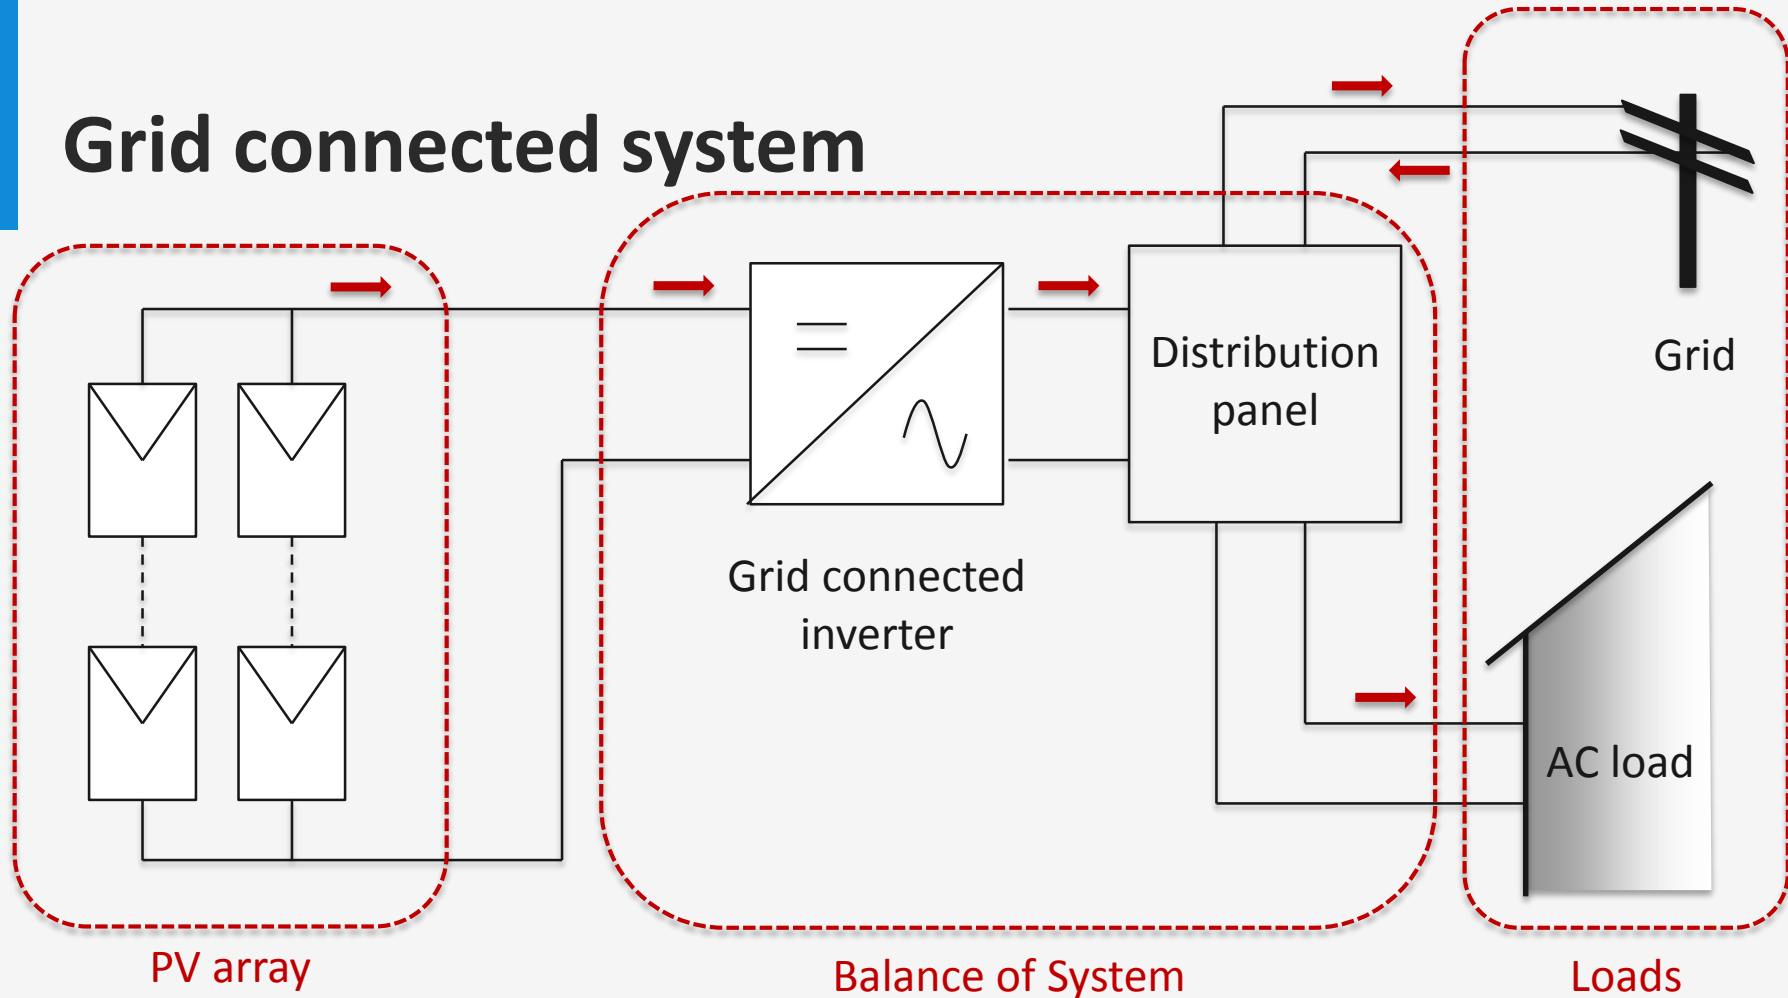 Grid connected system
Distribution
panel
Grid
Grid connected
inverter
AC load
PV array
Balance of System
Loads